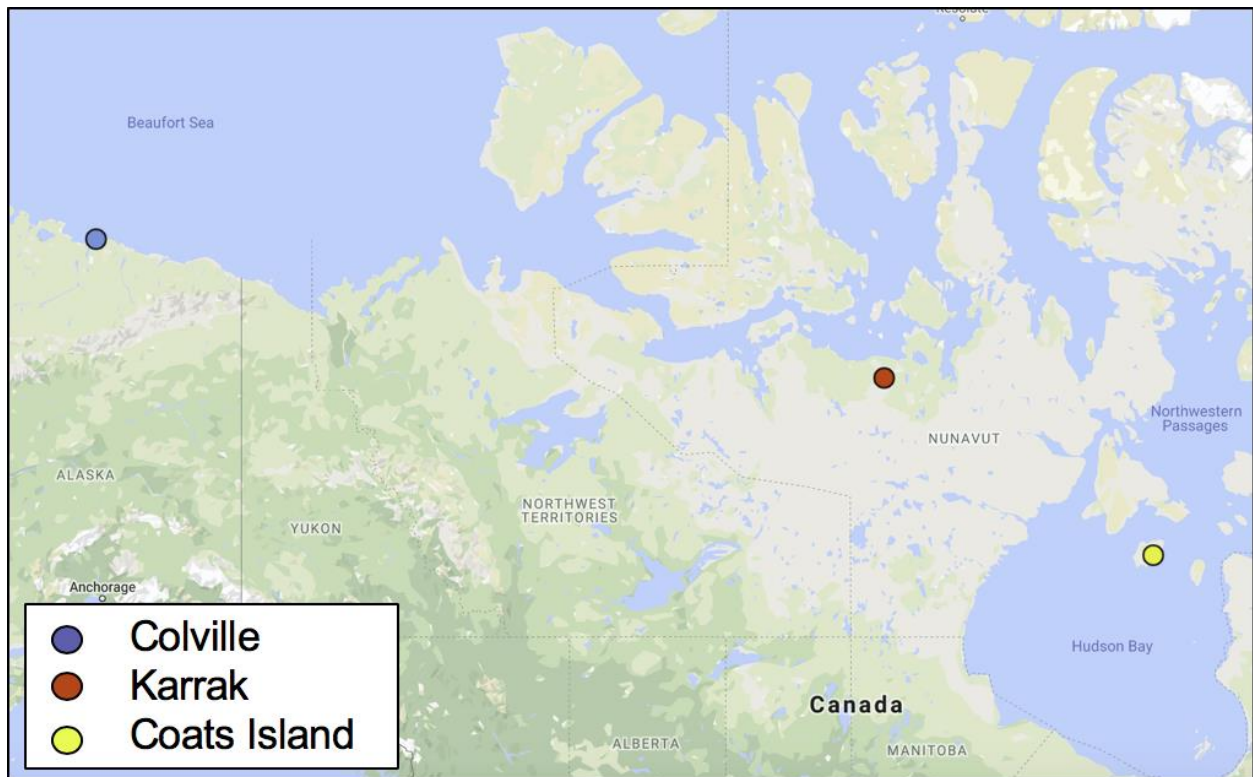 Beaufort Sea
Northwestern
Passages
NUNAVUT
ALASKA
NORTHWEST
TERRITORIES
YUKON
Anchorage
Hudson Bay
Canada
ALBERTA
MANITOBA
Colville
Karrak
Coats Island